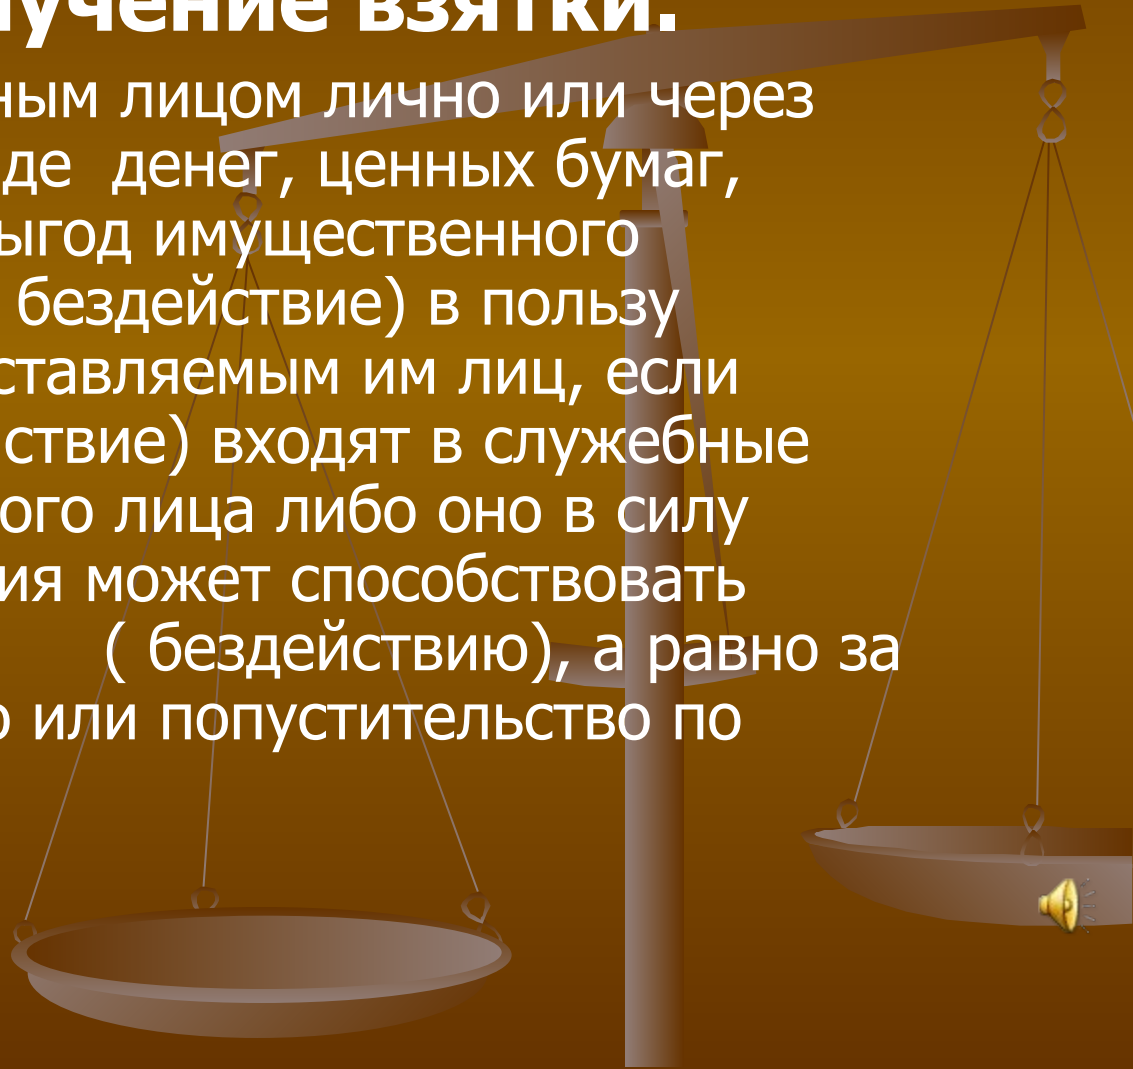 лучение взятки.
ным лицом лично или через
де денег, ценных бумаг,
ыгод имущественного
бездействие) в пользу
ставляемым им лиц, если
ствие) входят в служебные
ого лица либо оно в силу
ия может способствовать
( бездействию), а равно за
о или попустительство по